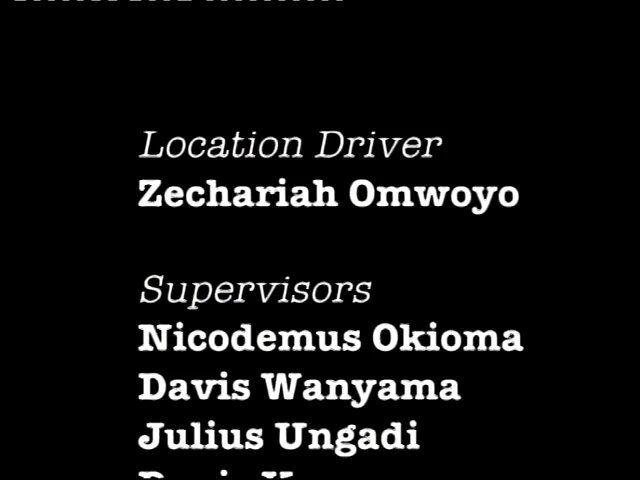 Location Driver
Zechariah Omwoyo
Supervisors
Nicodemus Okioma
Davis Wanyama
Julius Ungadi